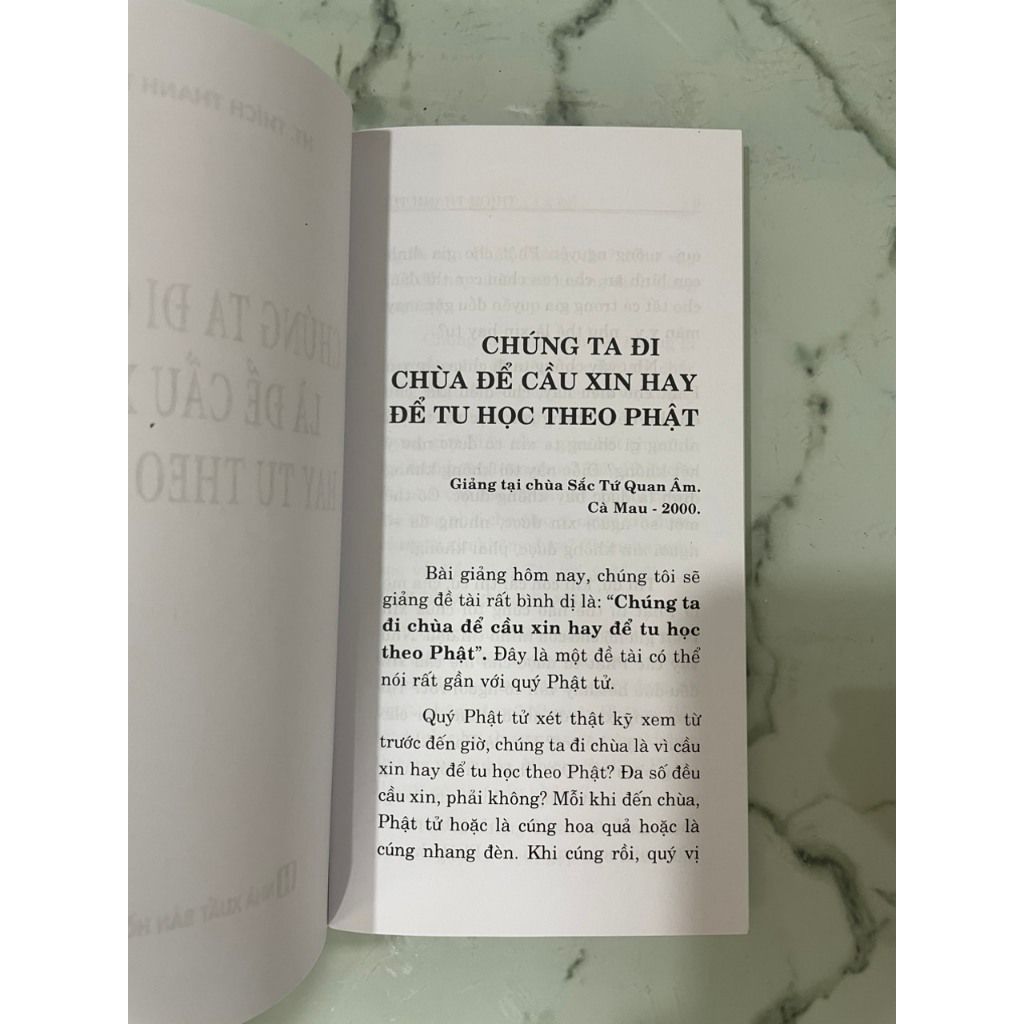 CHÚNG TA ĐI
CHÙA ĐỂ CẦU XIN HAY
ĐỂ TU HỌC THEO PHẬT
Giảng tại chùa Sắc Tứ Quan Âm.
Cà Mau - 2000.
Bài giảng hôm nay, chúng tôi sẽ
giảng đề tài rất bình dị là: “Chúng ta
đi chùa để cầu xin hay để tu học
theo Phật”. Đây là một đề tài có thể
nói rất gần với quý Phật tử.
Quý Phật tử xét thật kỹ xem từ
trước đến giờ, chúng ta đi chùa là vì cầu
xin hay để tu học theo Phật? Đa số đều
cầu xin, phải không? Mỗi khi đến chùa,
Phật tử hoặc là cúng hoa quả hoặc là
cúng nhang đèn. Khi cúng rồi, quý vị